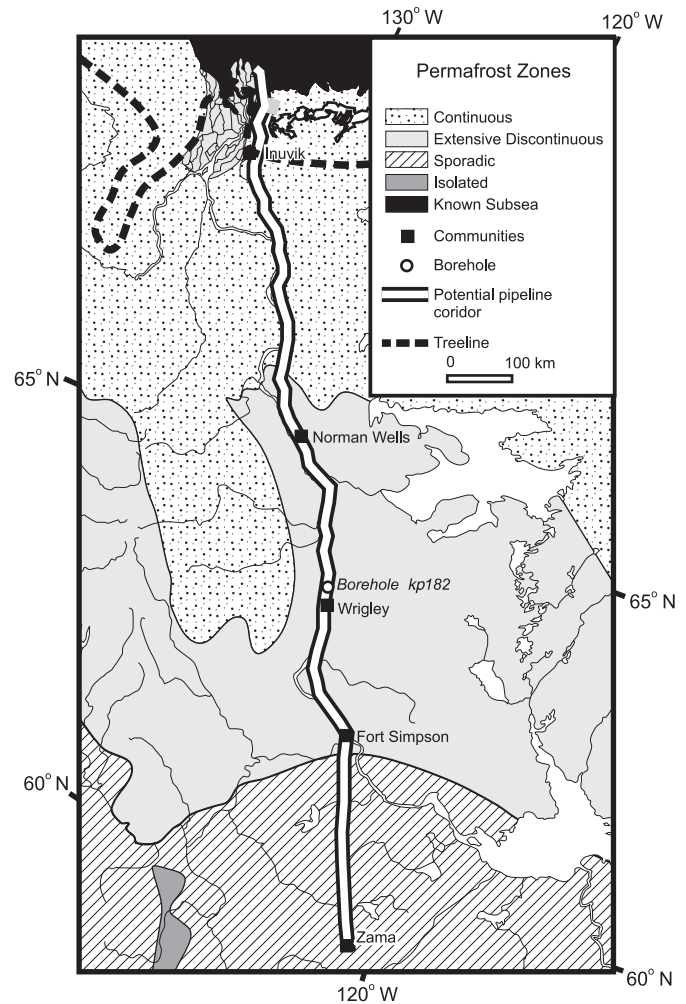 130° W
120° W
Permafrost Zones
Continuous
Extensive Discontinuous
Sporadic
Isolated
Known Subsea
Communities
Borehole
Potential pipeline
coridor
Treeline
0 100 km
Inuvik
65° N
Norman Wells
Borehole kp182
Wrigley
65° N
Fort Simpson
60° N
Zama
60° N
120° W